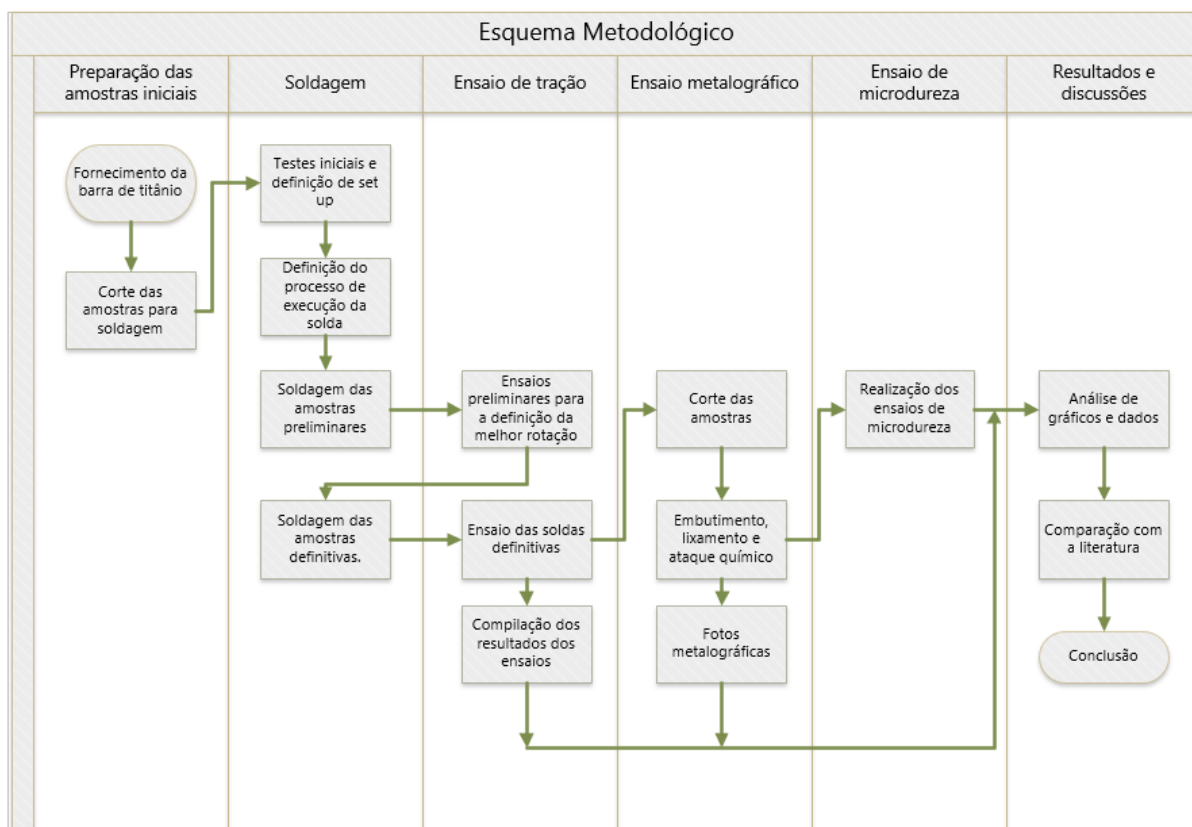 Esquema Metodológico
Preparação das
amostras iniciais
Soldagem
Ensaio de tração
Ensaio metalográfico
Ensaio de
microdureza
Resultados e
discussões
Fornecimento da
barra de titânio
Corte das
amostras para
soldagem
Testes iniciais e
definição de set
up
Definição do
processo de
execução da
solda
Soldagem das
amostras
preliminares
Soldagem das
amostras
definitivas.
Ensaios
preliminares para
a definição da
melhor rotação
Ensaio das soldas
definitivas
Compilação dos
resultados dos
ensaios
Corte das
amostras
Embutimento,
lixamento e
ataque químico
Fotos
metalográficas
Realização dos
ensaios de
microdureza
Análise de
gráficos e dados
Comparação com
a literatura
Conclusão